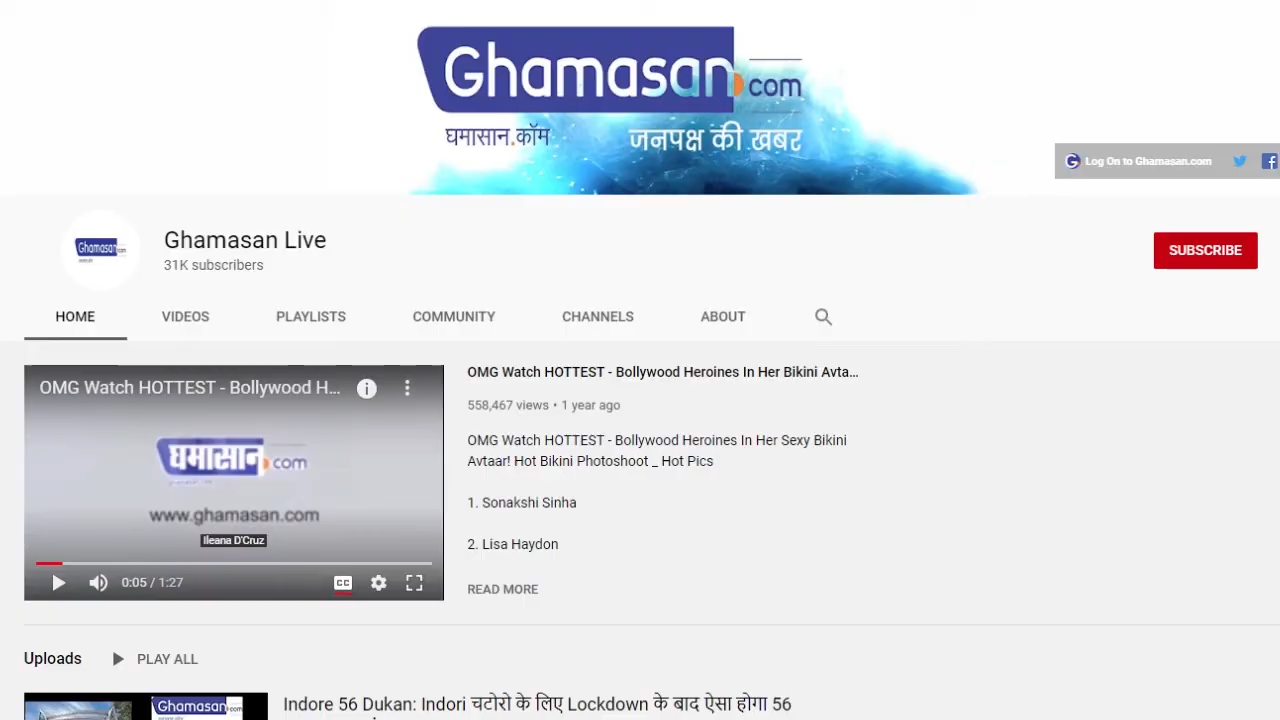 Ghamasan.com
घमासान.कॉम
जनपक्ष की खबर
Log On to Ghamasan.com
Ghamasan.com
Ghamasan Live
31K subscribers
SUBSCRIBE
HOME VIDEOS PLAYLISTS COMMUNITY CHANNELS ABOUT
OMG Watch HOTTEST - Bollywood H...
घमासान.com
www.ghamasan.com
Ileana D'Cruz
0:05 / 1:27
CC
OMG Watch HOTTEST - Bollywood Heroines In Her Bikini Avta...
558,467 views • 1 year ago
OMG Watch HOTTEST - Bollywood Heroines In Her Sexy Bikini
Avtaar! Hot Bikini Photoshoot _ Hot Pics
1. Sonakshi Sinha
2. Lisa Haydon
READ MORE
Uploads PLAY ALL
Ghamasan.com
Indore 56 Dukan: Indori चटोरो के लिए Lockdown के बाद ऐसा होगा 56